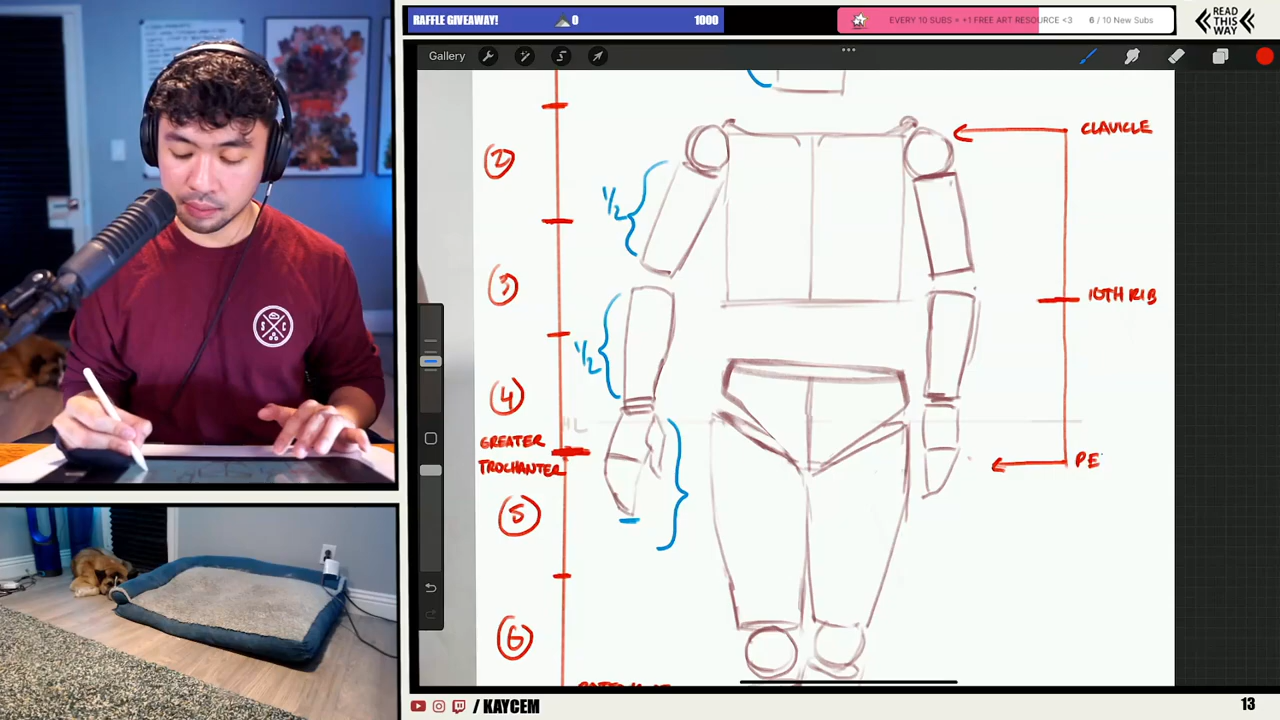 RAFFLE GIVEAWAY!
0
1000
EVERY 10 SUBS = +1 FREE ART RESOURCE <3
6 / 10 New Subs
READ
THIS
WAY
Gallery
CLAVICLE
2
1/2
3
10TH RIB
1/2
4
HL
GREATER
TROCHANTER
PE
5
6
S C
/KAYCEM
13